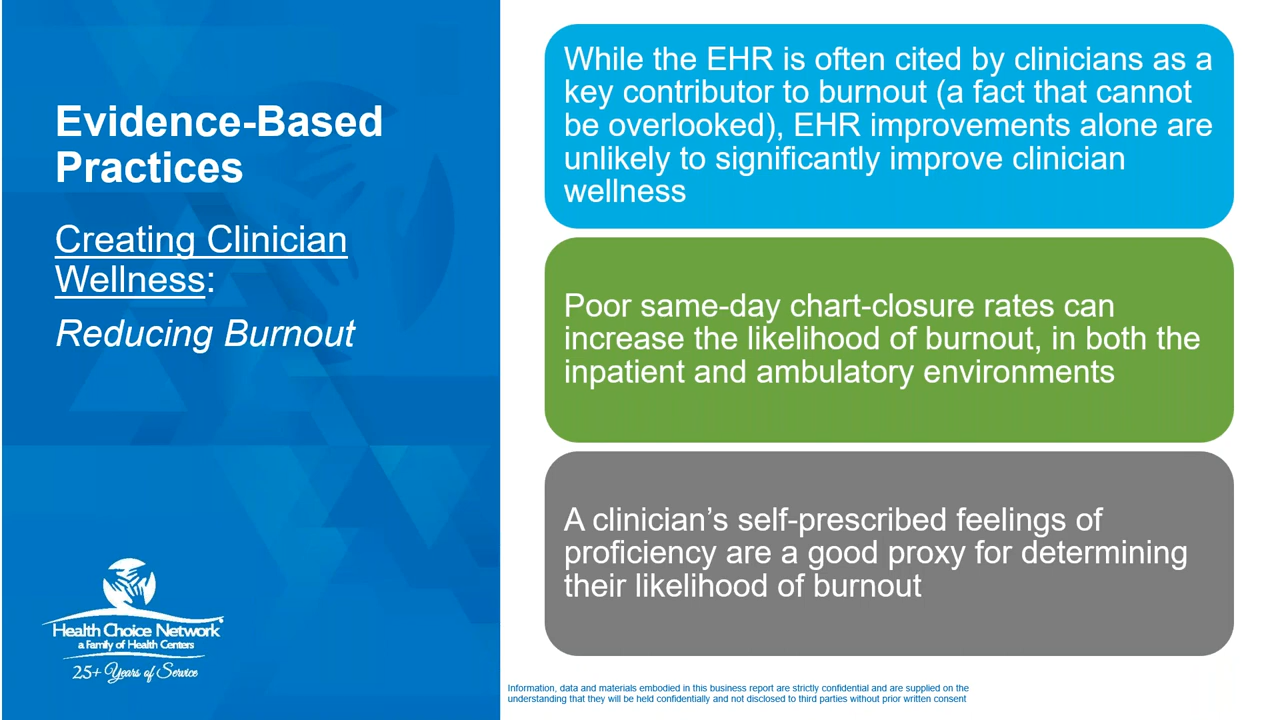 Evidence-Based
Practices
Creating Clinician
Wellness:
Reducing Burnout
Health Choice Network
a Family of Health Centers
25+ Years of Service
While the EHR is often cited by clinicians as a
key contributor to burnout (a fact that cannot
be overlooked), EHR improvements alone are
unlikely to significantly improve clinician
wellness
Poor same-day chart-closure rates can
increase the likelihood of burnout, in both the
inpatient and ambulatory environments
A clinician’s self-prescribed feelings of
proficiency are a good proxy for determining
their likelihood of burnout
Information, data and materials embodied in this business report are strictly confidential and are supplied on the
understanding that they will be held confidentially and not disclosed to third parties without prior written consent